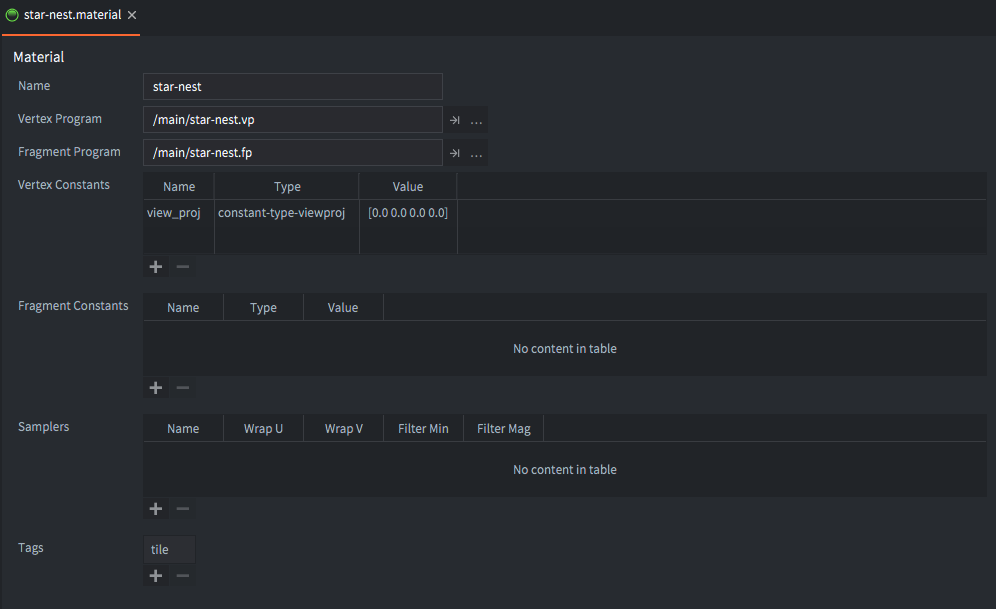 star-nest.material
Material
Name star-nest
Vertex Program /main/star-nest.vp ...
Fragment Program /main/star-nest.fp ...
Vertex Constants Name Type Value
view_proj constant-type-viewproj [0.0 0.0 0.0 0.0]
Fragment Constants Name Type Value
No content in table
Samplers Name Wrap U Wrap V Filter Min Filter Mag
No content in table
Tags tile